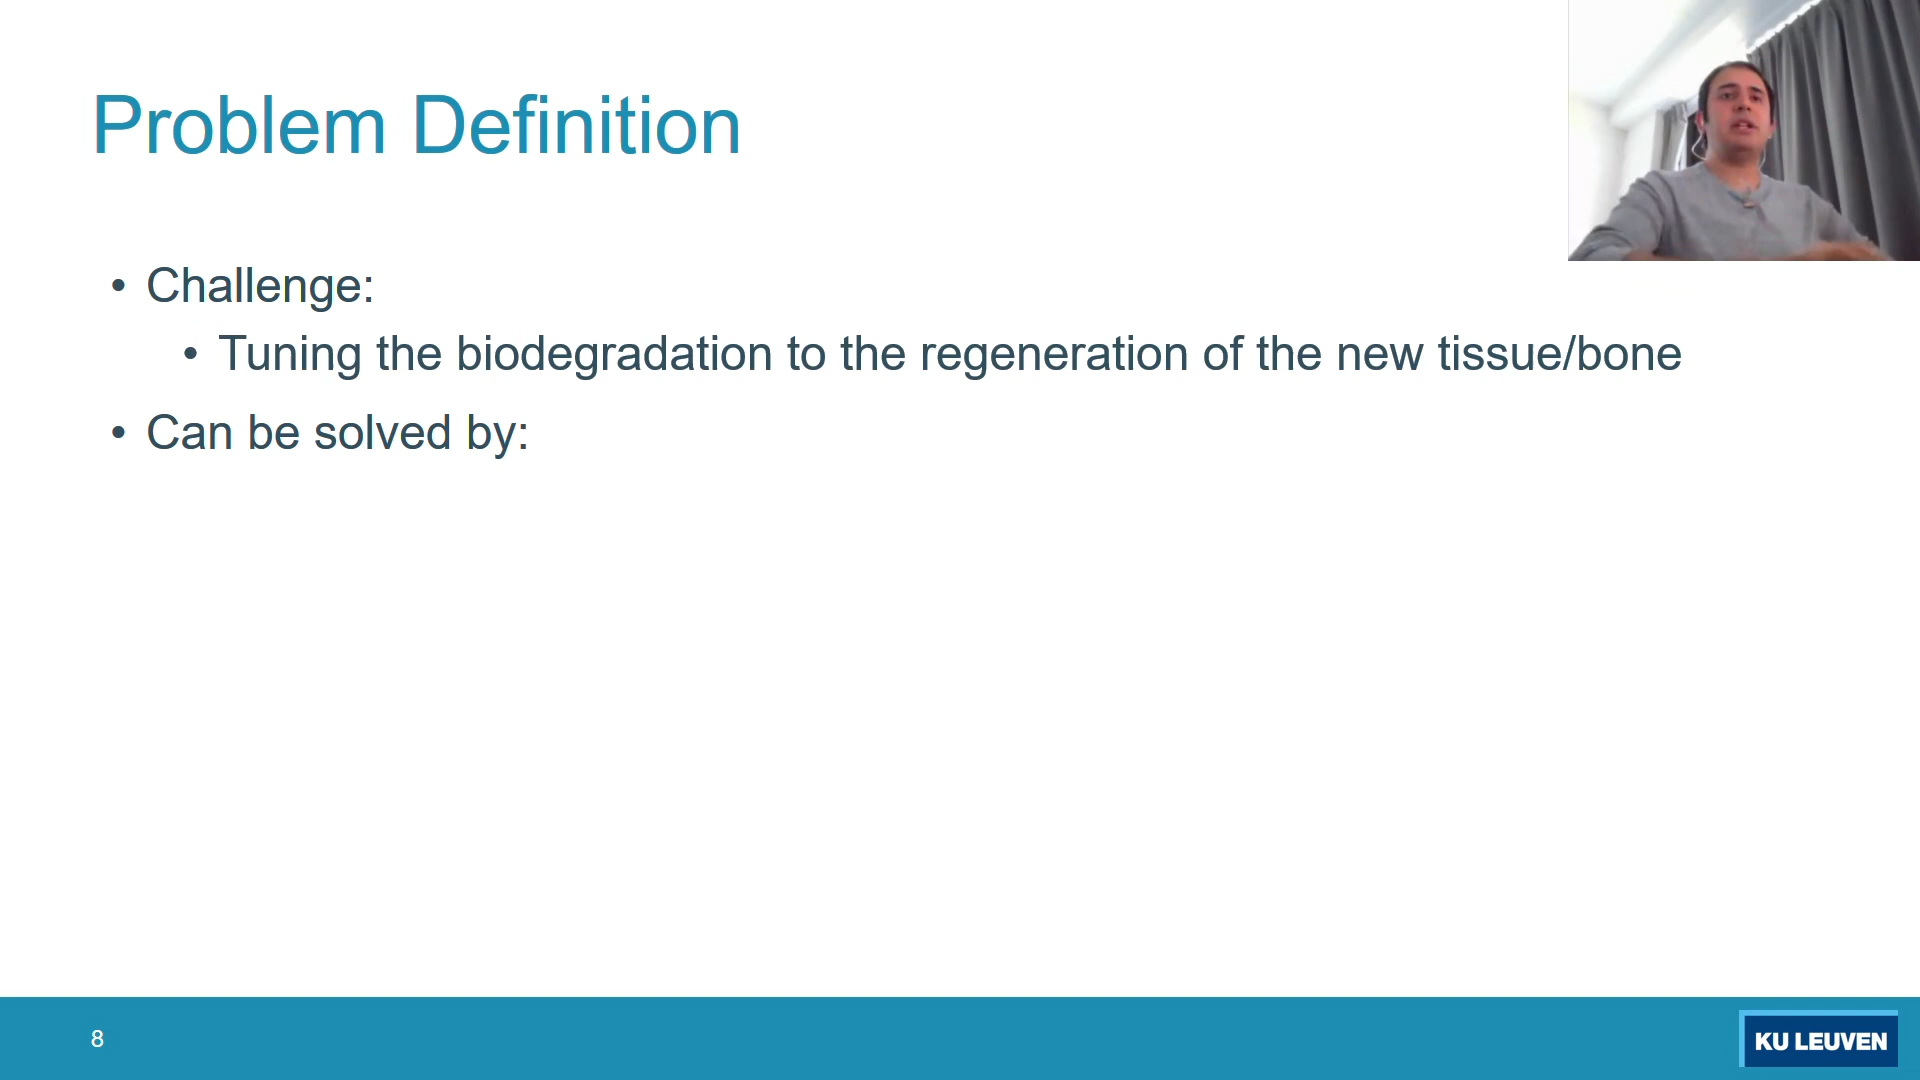 Problem Definition
• Challenge:
• Tuning the biodegradation to the regeneration of the new tissue/bone
• Can be solved by:
8
KU LEUVEN